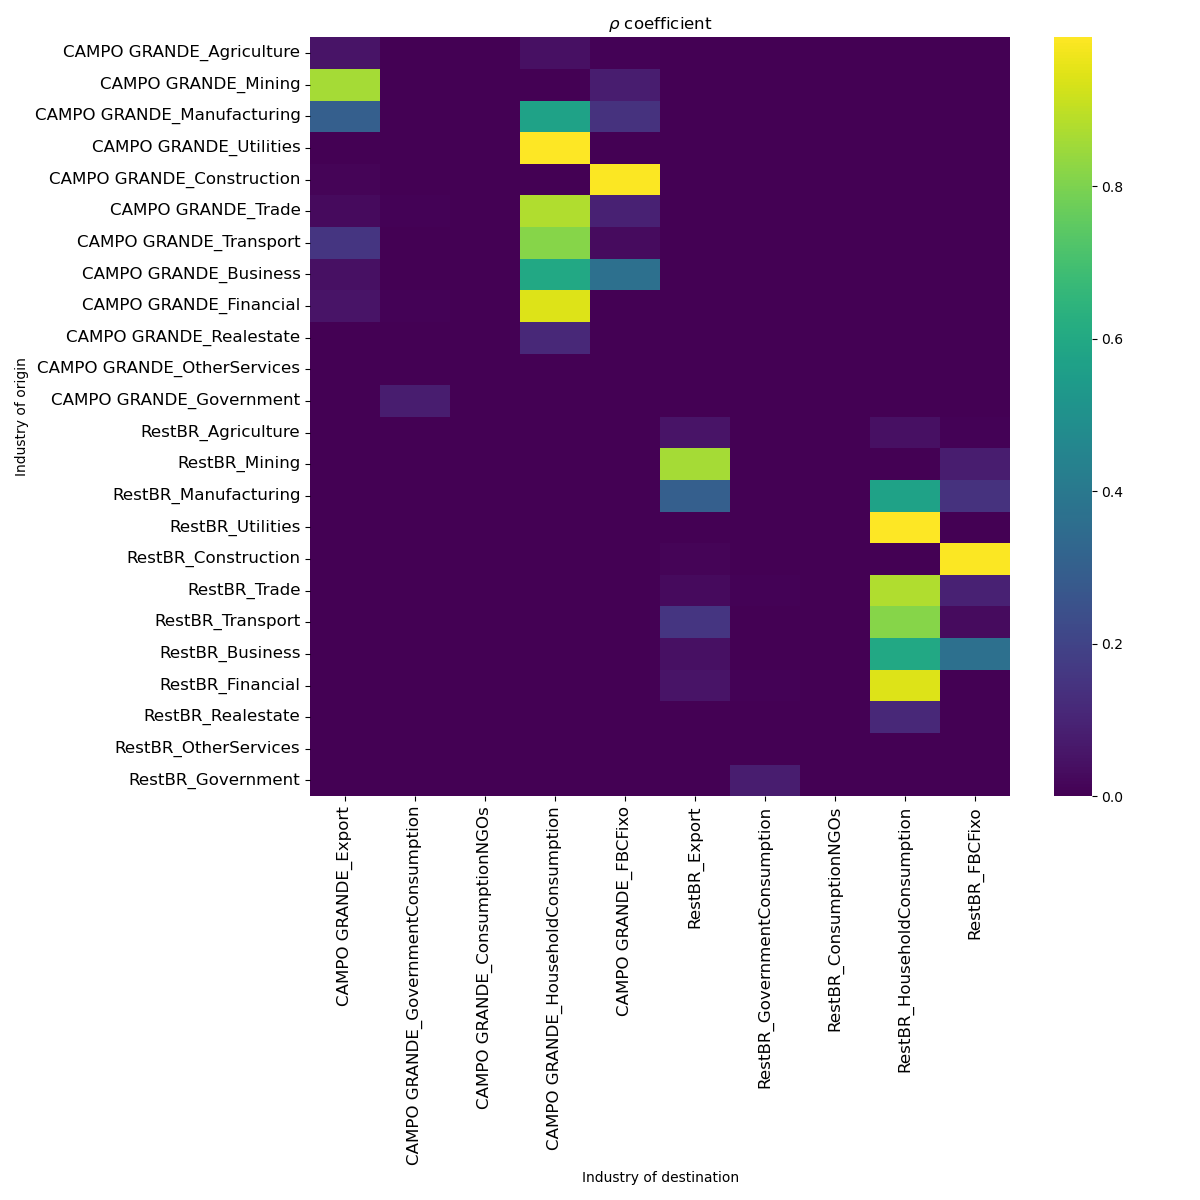 ρ coefficient
CAMPO GRANDE_Agriculture
CAMPO GRANDE_Mining
CAMPO GRANDE_Manufacturing
CAMPO GRANDE_Utilities
CAMPO GRANDE_Construction
CAMPO GRANDE_Trade
CAMPO GRANDE_Transport
CAMPO GRANDE_Business
CAMPO GRANDE_Financial
CAMPO GRANDE_Realestate
CAMPO GRANDE_OtherServices
CAMPO GRANDE_Government
RestBR_Agriculture
RestBR_Mining
RestBR_Manufacturing
RestBR_Utilities
RestBR_Construction
RestBR_Trade
RestBR_Transport
RestBR_Business
RestBR_Financial
RestBR_Realestate
RestBR_OtherServices
RestBR_Government
Industry of origin
CAMPO GRANDE_Export
CAMPO GRANDE_GovernmentConsumption
CAMPO GRANDE_ConsumptionNGOs
CAMPO GRANDE_HouseholdConsumption
CAMPO GRANDE_FBCFixo
RestBR_Export
RestBR_GovernmentConsumption
RestBR_ConsumptionNGOs
RestBR_HouseholdConsumption
RestBR_FBCFixo
Industry of destination
0.8
0.6
0.4
0.2
0.0